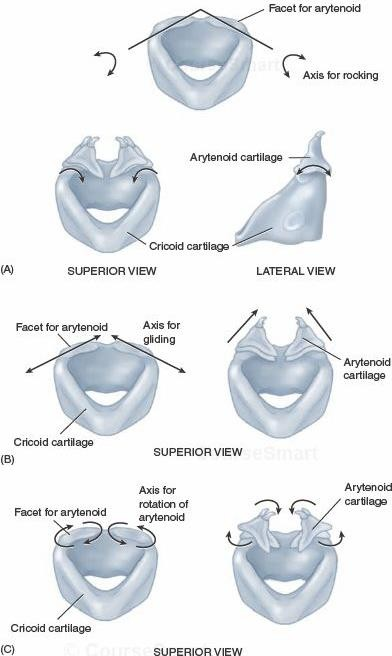 Facet for arytenoid
Axis for rocking
Arytenoid cartilage
Cricoid cartilage
(A)
SUPERIOR VIEW
LATERAL VIEW
Facet for arytenoid
Axis for
gliding
Arytenoid
cartilage
Cricoid cartilage
SUPERIOR VIEW
(B)
Facet for arytenoid
Axis for
rotation of
arytenoid
Arytenoid
cartilage
Cricoid cartilage
(C)
SUPERIOR VIEW